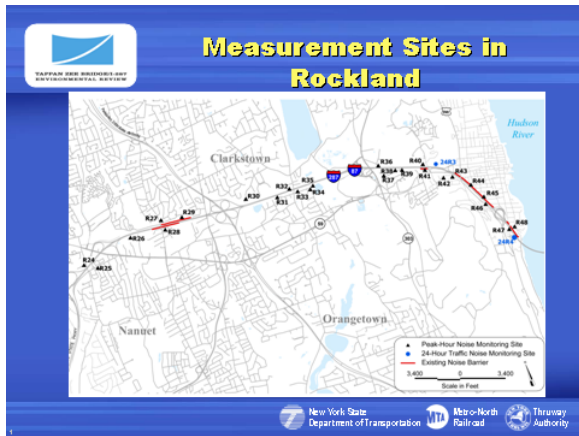 Measurement Sites in
Rockland
TAPPAN ZEE BRIDGE/I-287
ENVIRONMENTAL REVIEW
Hudson
River
Clarkstown
R36
R40
24R3
R38
R39
R41
R43
R37
R42
R44
R35
R32
R34
R33
R31
R30
287
87
R45
R46
R29
R27
R28
R26
R47
R48
24R4
R24
R25
Orangetown
Nanuet
Peak-Hour Noise Monitoring Site
24-Hour Traffic Noise Monitoring Site
Existing Noise Barrier
3,400 0 3,400
Scale in Feet
New York State
Department of Transportation
MTA
Metro-North
Railroad
Thruway
Authority
1